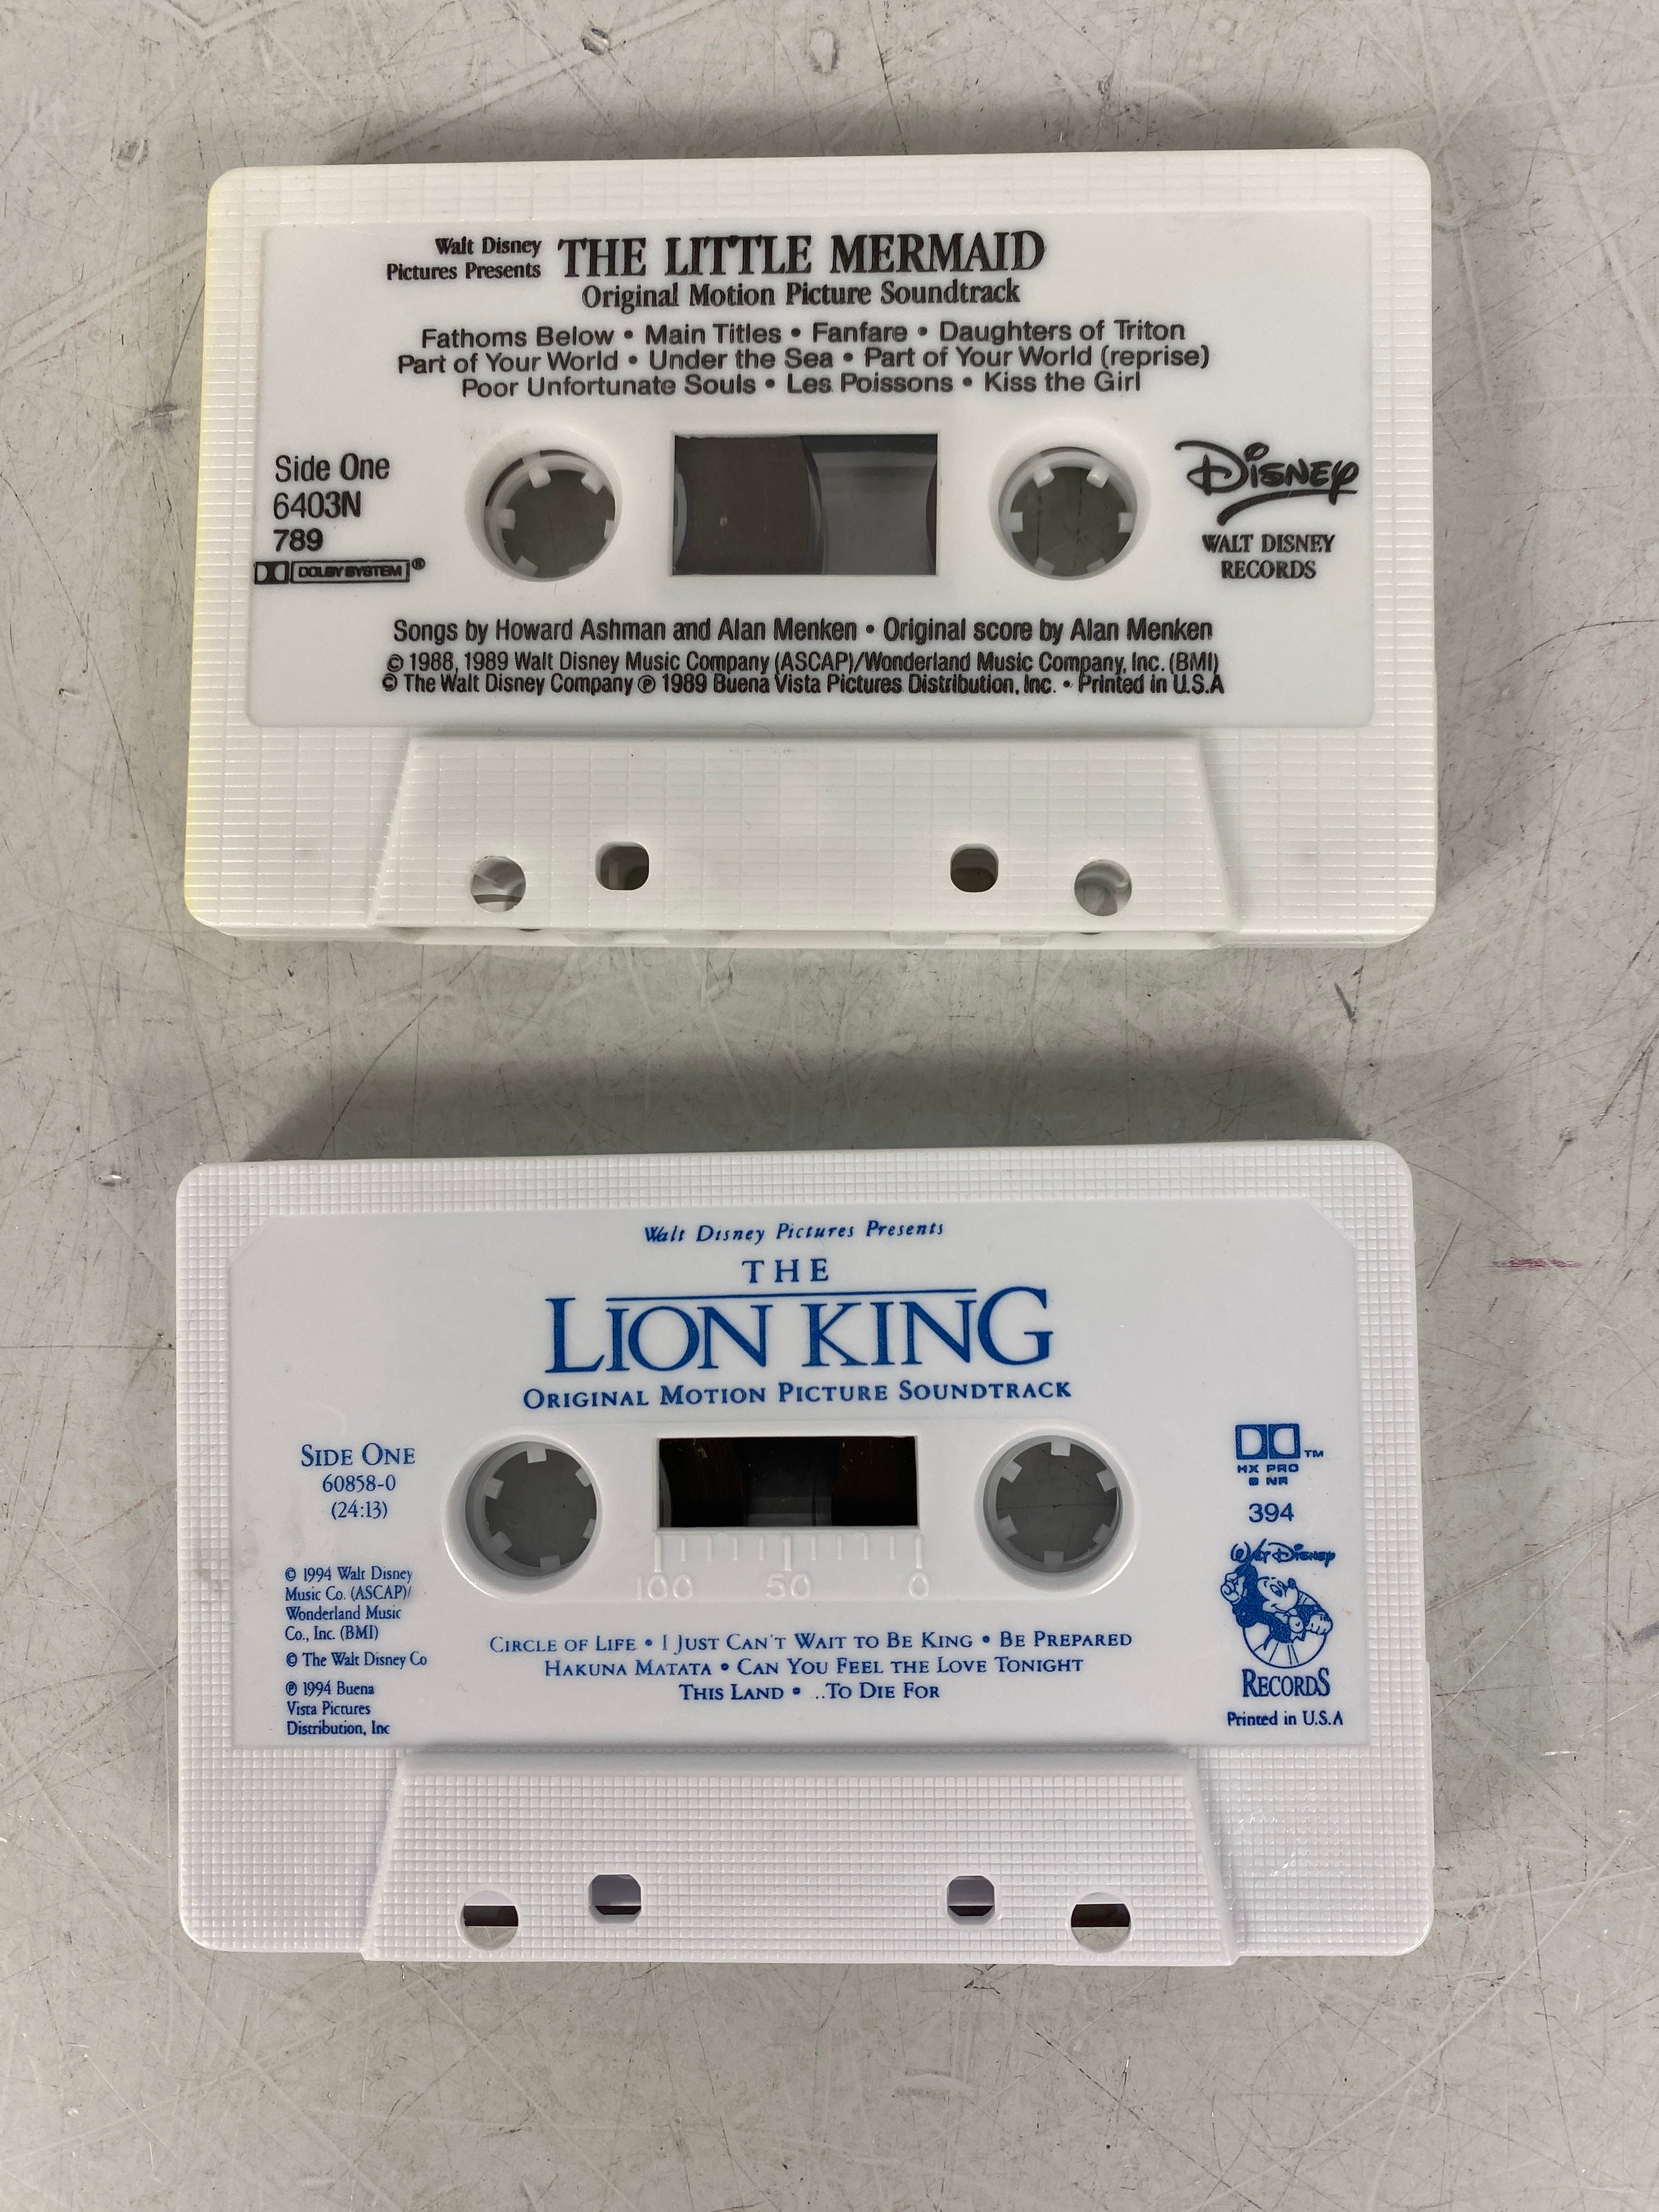 Walt Disney
Pictures Presents
THE LITTLE MERMAID
Original Motion Picture Soundtrack
Fathoms Below • Main Titles • Fanfare • Daughters of Triton
Part of Your World • Under the Sea • Part of Your World (reprise)
Poor Unfortunate Souls • Les Poissons • Kiss the Girl
Side One
6403N
789
DOLBY SYSTEM®
Disney
WALT DISNEY
RECORDS
Songs by Howard Ashman and Alan Menken • Original score by Alan Menken
© 1988, 1989 Walt Disney Music Company (ASCAP)/Wonderland Music Company, Inc. (BMI)
© The Walt Disney Company ℗ 1989 Buena Vista Pictures Distribution, Inc. • Printed in U.S.A
Walt Disney Pictures Presents
THE
LION KING
ORIGINAL MOTION PICTURE SOUNDTRACK
SIDE ONE
60858-0
(24:13)
© 1994 Walt Disney
Music Co. (ASCAP)/
Wonderland Music
Co., Inc. (BMI)
© The Walt Disney Co
℗ 1994 Buena
Vista Pictures
Distribution, Inc
100 50 0
CIRCLE OF LIFE • I JUST CAN'T WAIT TO BE KING • BE PREPARED
HAKUNA MATATA • CAN YOU FEEL THE LOVE TONIGHT
THIS LAND • ...TO DIE FOR
™
HX PRO
B NR
394
Walt Disney
RECORDS
Printed in U.S.A